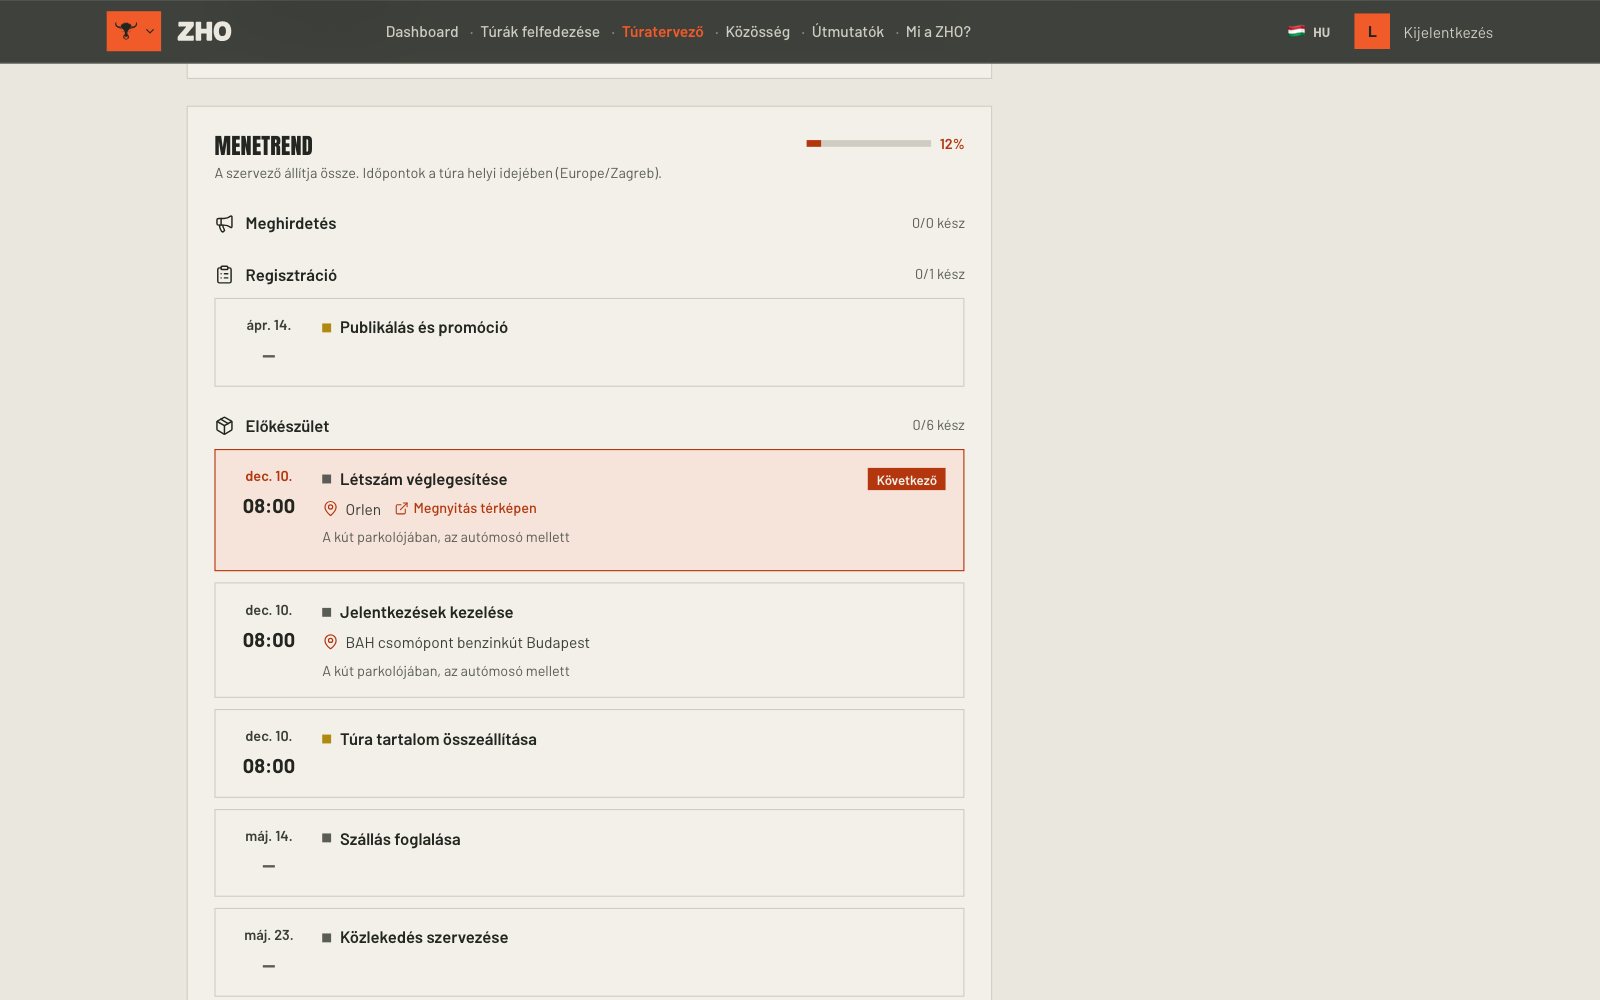 ZHO
Dashboard · Túrák felfedezése · Túratervező · Közösség · Útmutatók · Mi a ZHO?
HU
L
Kijelentkezés
MENETREND
12%
A szervező állítja össze. Időpontok a túra helyi idejében (Europe/Zagreb).
Meghirdetés
0/0 kész
Regisztráció
0/1 kész
ápr. 14.
Publikálás és promóció
–
Előkészület
0/6 kész
dec. 10.
Létszám véglegesítése
Következő
08:00
Orlen
Megnyitás térképen
A kút parkolójában, az autómosó mellett
dec. 10.
Jelentkezések kezelése
08:00
BAH csomópont benzinkút Budapest
A kút parkolójában, az autómosó mellett
dec. 10.
Túra tartalom összeállítása
08:00
máj. 14.
Szállás foglalása
–
máj. 23.
Közlekedés szervezése
–